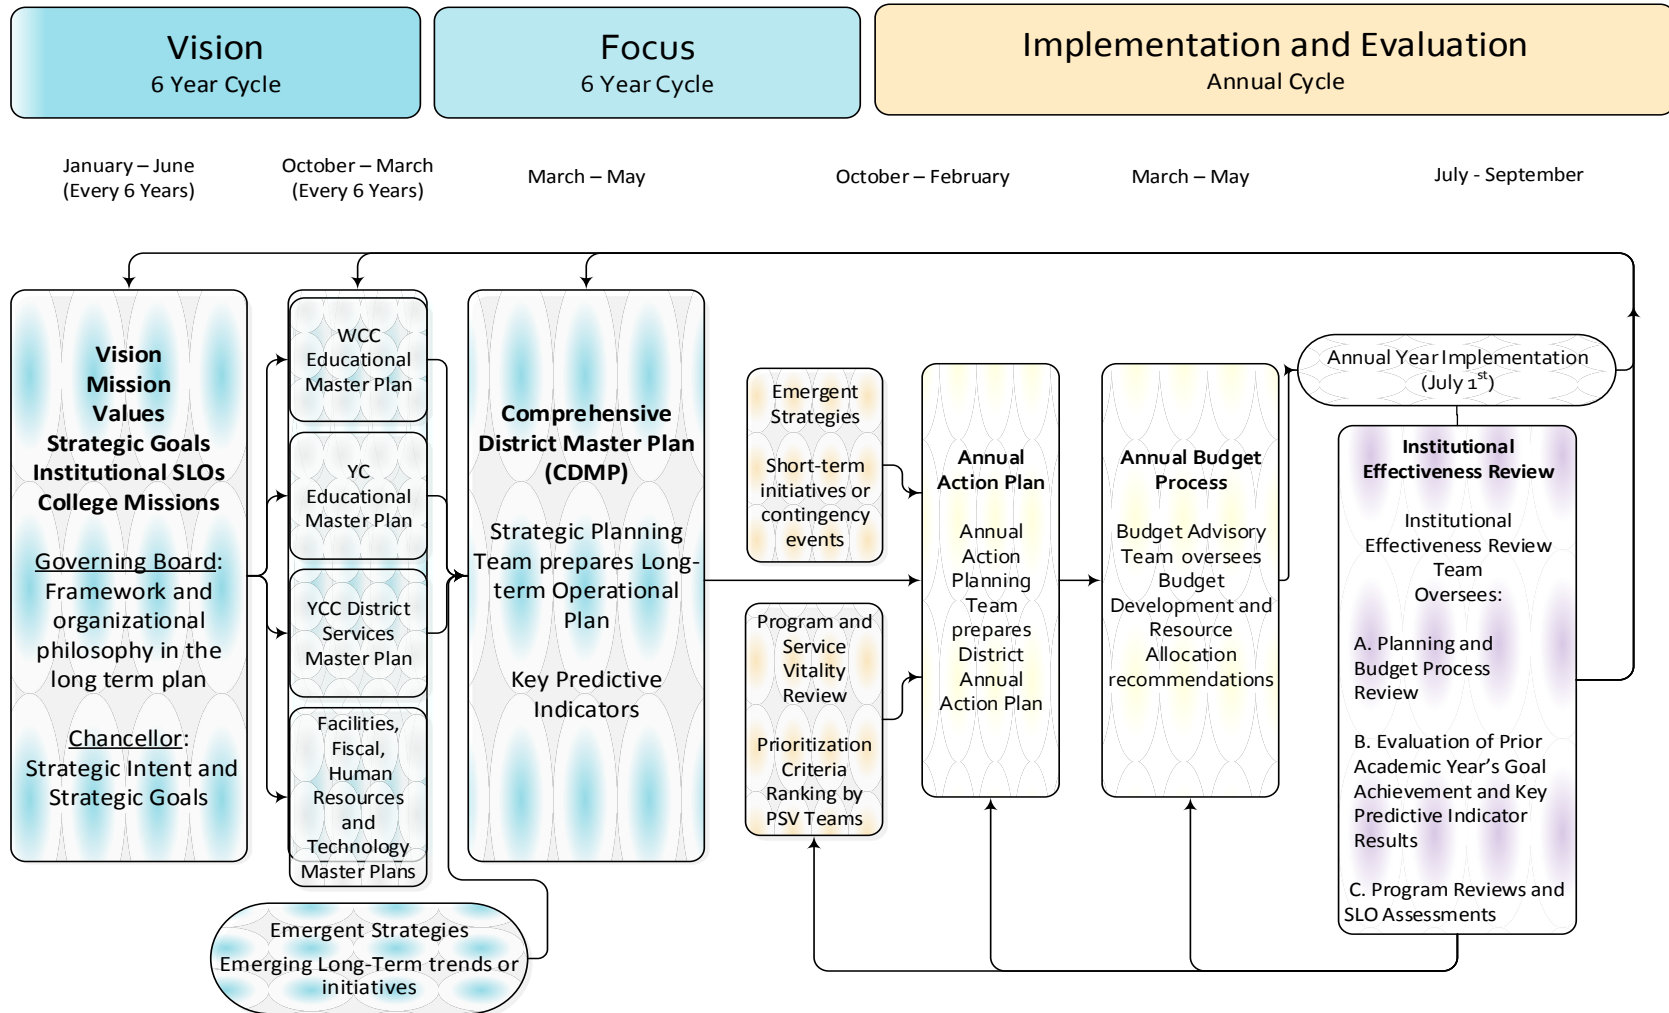 Vision
6 Year Cycle
Focus
6 Year Cycle
Implementation and Evaluation
Annual Cycle
January – June
(Every 6 Years)
October – March
(Every 6 Years)
March – May
October – February
March – May
July - September
Vision
Mission
Values
Strategic Goals
Institutional SLOs
College Missions
Governing Board:
Framework and
organizational
philosophy in the
long term plan
Chancellor:
Strategic Intent and
Strategic Goals
WCC
Educational
Master Plan
YC
Educational
Master Plan
YCC District
Services
Master Plan
Facilities,
Fiscal,
Human
Resources
and
Technology
Master Plans
Emergent Strategies
Emerging Long-Term trends or
initiatives
Comprehensive
District Master Plan
(CDMP)
Strategic Planning
Team prepares Long-
term Operational
Plan
Key Predictive
Indicators
Emergent
Strategies
Short-term
initiatives or
contingency
events
Program and
Service
Vitality
Review
Prioritization
Criteria
Ranking by
PSV Teams
Annual
Action Plan
Annual
Action
Planning
Team
prepares
District
Annual
Action Plan
Annual Budget
Process
Budget Advisory
Team oversees
Budget
Development and
Resource
Allocation
recommendations
Annual Year Implementation
(July 1st)
Institutional
Effectiveness Review
Institutional
Effectiveness Review
Team
Oversees:
A. Planning and
Budget Process
Review
B. Evaluation of Prior
Academic Year's Goal
Achievement and Key
Predictive Indicator
Results
C. Program Reviews and
SLO Assessments